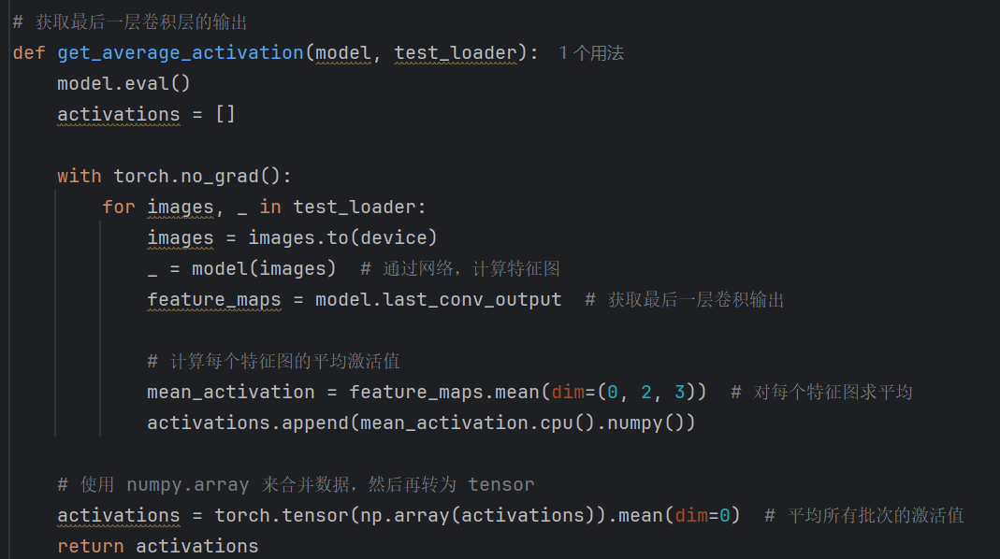 # 获取最后一层卷积层的输出
def get_average_activation(model, test_loader): 1 个用法
    model.eval()
    activations = []

    with torch.no_grad():
        for images, _ in test_loader:
            images = images.to(device)
            _ = model(images)  # 通过网络，计算特征图
            feature_maps = model.last_conv_output  # 获取最后一层卷积输出

            # 计算每个特征图的平均激活值
            mean_activation = feature_maps.mean(dim=(0, 2, 3))  # 对每个特征图求平均
            activations.append(mean_activation.cpu().numpy())

    # 使用 numpy.array 来合并数据，然后再转为 tensor
    activations = torch.tensor(np.array(activations)).mean(dim=0)  # 平均所有批次的激活值
    return activations